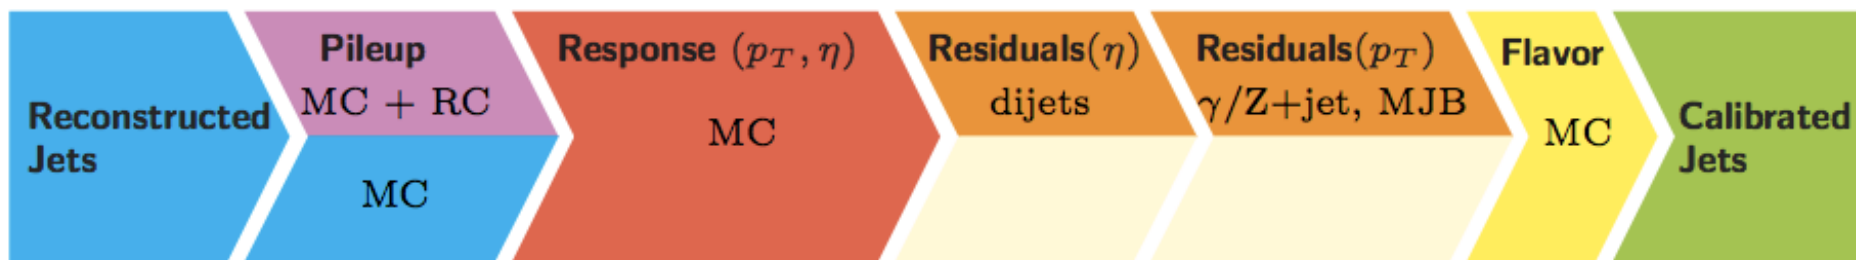 Reconstructed
Jets
Pileup
MC + RC
MC
Response (p_T, η)
MC
Residuals(η)
dijets
Residuals(p_T)
γ/Z+jet, MJB
Flavor
MC
Calibrated
Jets